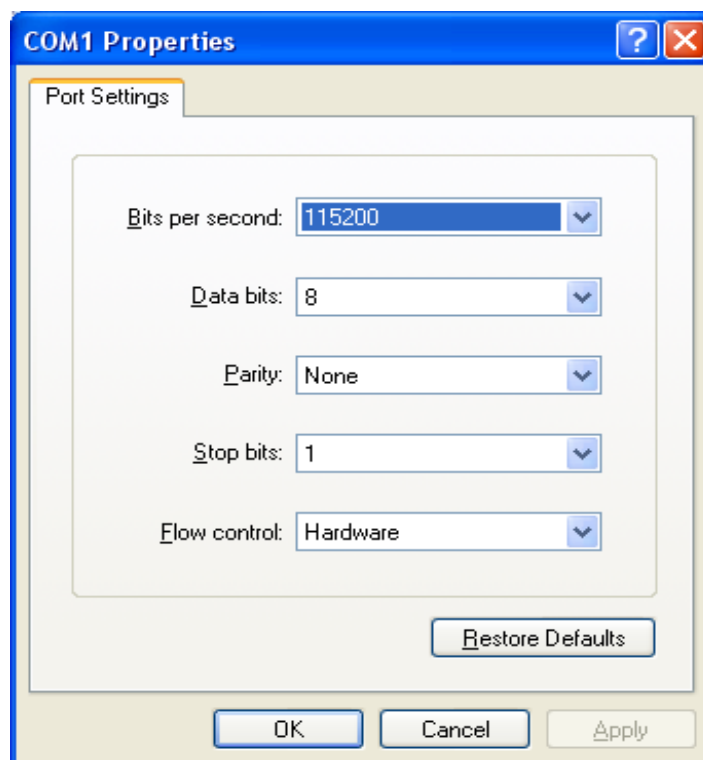 COM1 Properties
Port Settings
Bits per second: 115200
Data bits: 8
Parity: None
Stop bits: 1
Flow control: Hardware
Restore Defaults
OK Cancel Apply